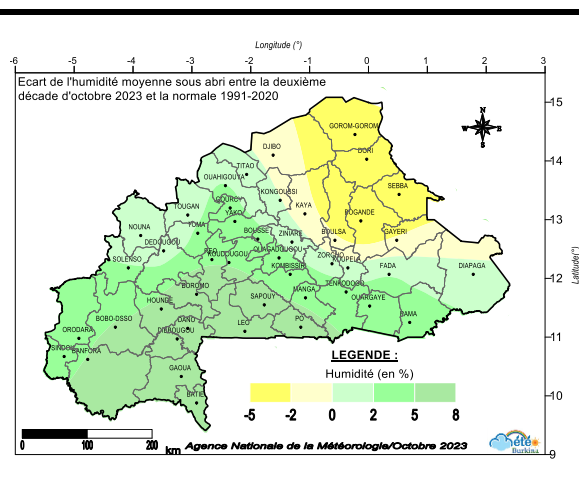 Longitude (°)
-6 -5 -4 -3 -2 -1 0 1 2 3
Ecart de l'humidité moyenne sous abri entre la deuxième
décade d'octobre 2023 et la normale 1991-2020
15
N
W E
S
GOROM-GOROM
DJIBO
DORI
14
TITAO
OUAHIGOUYA
SEBBA
KONGOUSSI
GOURCY
TOUGAN
KAYA
YAKO
BOGANDE
13
NOUNA
TOMA
BOUSSE
ZINIARE
BOULSA
GAYERI
DEDOUGOU
REO
OUAGADOUGOU
ZORGHO
KOUPELA
SOLENSO
KOUDOUGOU
KOMBISSIRI
FADA
DIAPAGA
12
Latitude(°)
BOROMO
MANGA
TENKODOGO
HOUNDE
SAPOUY
OUARGAYE
BOBO-DSSO
DANO
LEO
PO
PAMA
ORODARA
DIEBOUGOU
11
SINDOU
BANFORA
LEGENDE :
GAOUA
Humidité (en %)
BATIE
10
-5 -2 0 2 5 8
0 100 200
km
Agence Nationale de la Météorologie/Octobre 2023
météo
Burkina
9